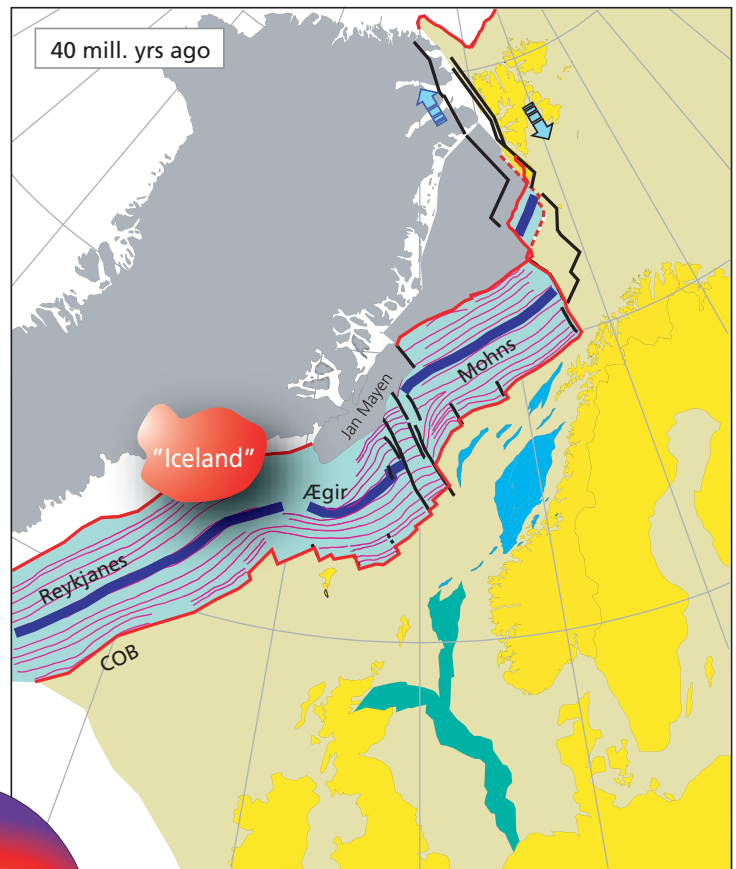 40 mill. yrs ago
Mohns
Jan Mayen
"Iceland"
Ægir
Reykjanes
COB